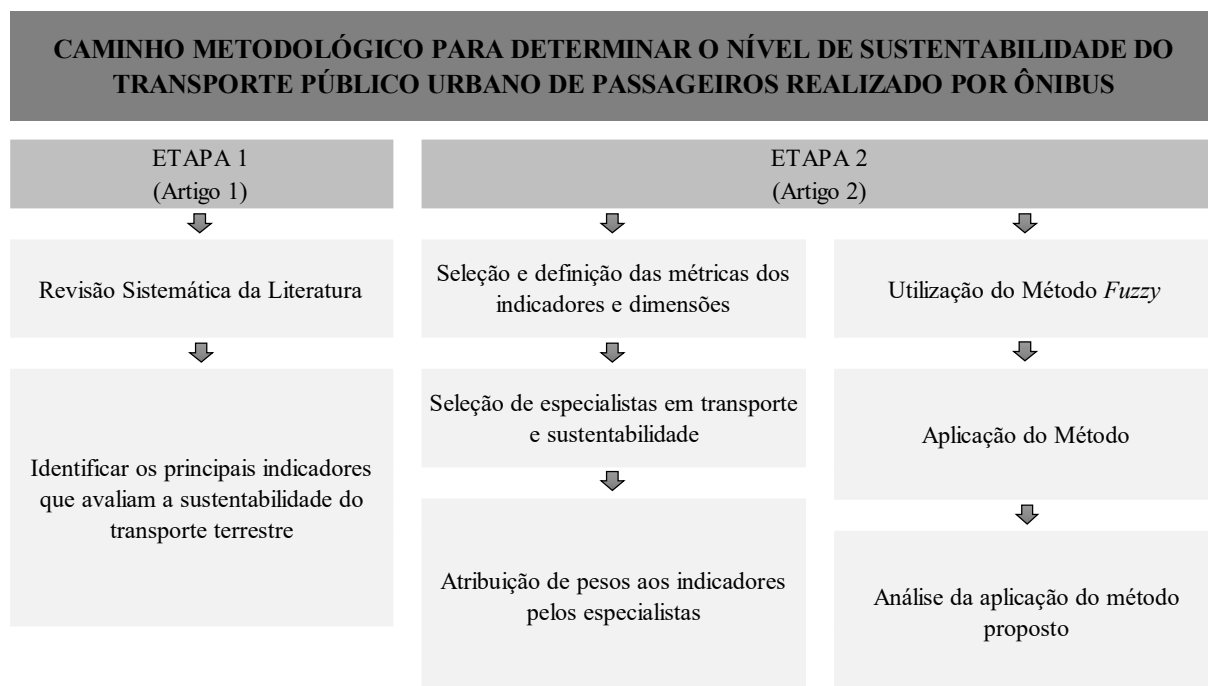 CAMINHO METODOLÓGICO PARA DETERMINAR O NÍVEL DE SUSTENTABILIDADE DO
TRANSPORTE PÚBLICO URBANO DE PASSAGEIROS REALIZADO POR ÔNIBUS
ETAPA 1
(Artigo 1)
Revisão Sistemática da Literatura
Identificar os principais indicadores
que avaliam a sustentabilidade do
transporte terrestre
ETAPA 2
(Artigo 2)
Seleção e definição das métricas dos
indicadores e dimensões
Seleção de especialistas em transporte
e sustentabilidade
Atribuição de pesos aos indicadores
pelos especialistas
Utilização do Método Fuzzy
Aplicação do Método
Análise da aplicação do método
proposto